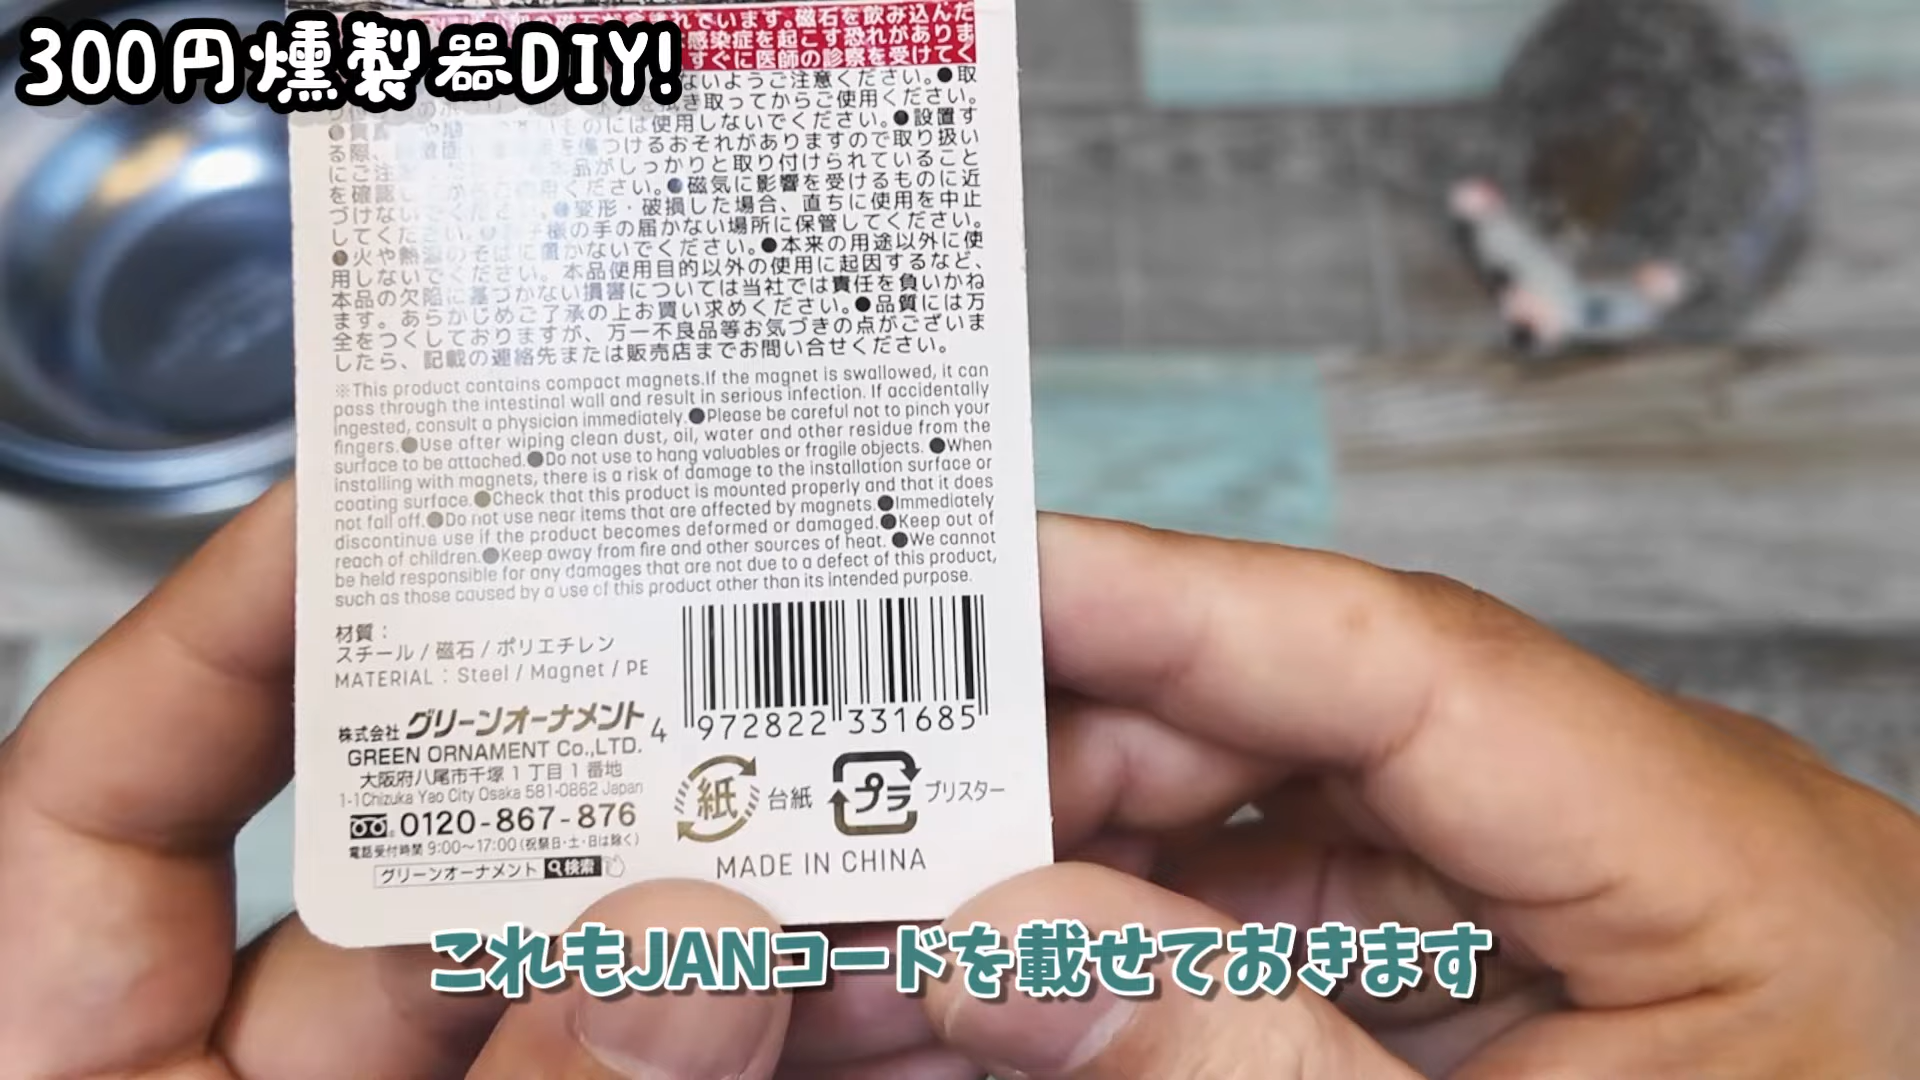 300円燻製器DIY!
磁石を飲み込んだ
感染症を起こす恐れがありま
すぐに医師の診察を受けてく
ないようご注意ください。●取
拭き取ってからご使用ください。
ものには使用しないでください。●設置す
る際、つけるおそれがありますので取り扱い
にご注 品がしっかりと取り付けられていること
を確認し ください。●磁気に影響を受けるものに近
づけない ●変形・破損した場合、直ちに使用を中止
してください。 様の手の届かない場所に保管してください。
●火や熱源のそばに置かないでください。●本来の用途以外に使
用しないでください。本品使用目的以外の使用に起因するなど、
本品の欠陥に基づかない損害については当社では責任を負いかね
ます。あらかじめご了承の上お買い求めください。●品質には万
全をつくしておりますが、万一不良品等お気づきの点がございま
したら、記載の連絡先または販売店までお問い合せください。
※This product contains compact magnets.If the magnet is swallowed, it can
pass through the intestinal wall and result in serious infection. If accidentally
ingested, consult a physician immediately.●Please be careful not to pinch your
fingers.●Use after wiping clean dust, oil, water and other residue from the
surface to be attached.●Do not use to hang valuables or fragile objects. ●When
installing with magnets, there is a risk of damage to the installation surface or
coating surface.●Check that this product is mounted properly and that it does
not fall off.●Do not use near items that are affected by magnets.●Immediately
discontinue use if the product becomes deformed or damaged.●Keep out of
reach of children.●Keep away from fire and other sources of heat. ●We cannot
be held responsible for any damages that are not due to a defect of this product,
such as those caused by a use of this product other than its intended purpose.
材質：
スチール / 磁石 / ポリエチレン
MATERIAL : Steel / Magnet / PE
株式会社 グリーンオーナメント
GREEN ORNAMENT Co.,LTD.
大阪府八尾市千塚1丁目1番地
1-1Chizuka Yao City Osaka 581-0862 Japan
0120-867-876
電話受付時間 9:00～17:00(祝祭日・土・日は除く)
グリーンオーナメント 検索
4 972822 331685
紙 台紙 プラ ブリスター
MADE IN CHINA
これもJANコードを載せておきます